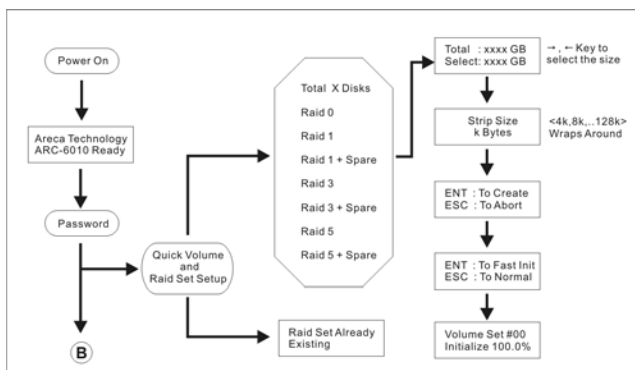 Power On
Areca Technology
ARC-6010 Ready
Password
B
Quick Volume
and
Raid Set Setup
Total X Disks
Raid 0
Raid 1
Raid 1 + Spare
Raid 3
Raid 3 + Spare
Raid 5
Raid 5 + Spare
Raid Set Already
Existing
Total : xxxx GB
Select: xxxx GB
→ , ← Key to
select the size
Strip Size
k Bytes
<4k,8k,..128k>
Wraps Around
ENT : To Create
ESC : To Abort
ENT : To Fast Init
ESC : To Normal
Volume Set #00
Initialize 100.0%